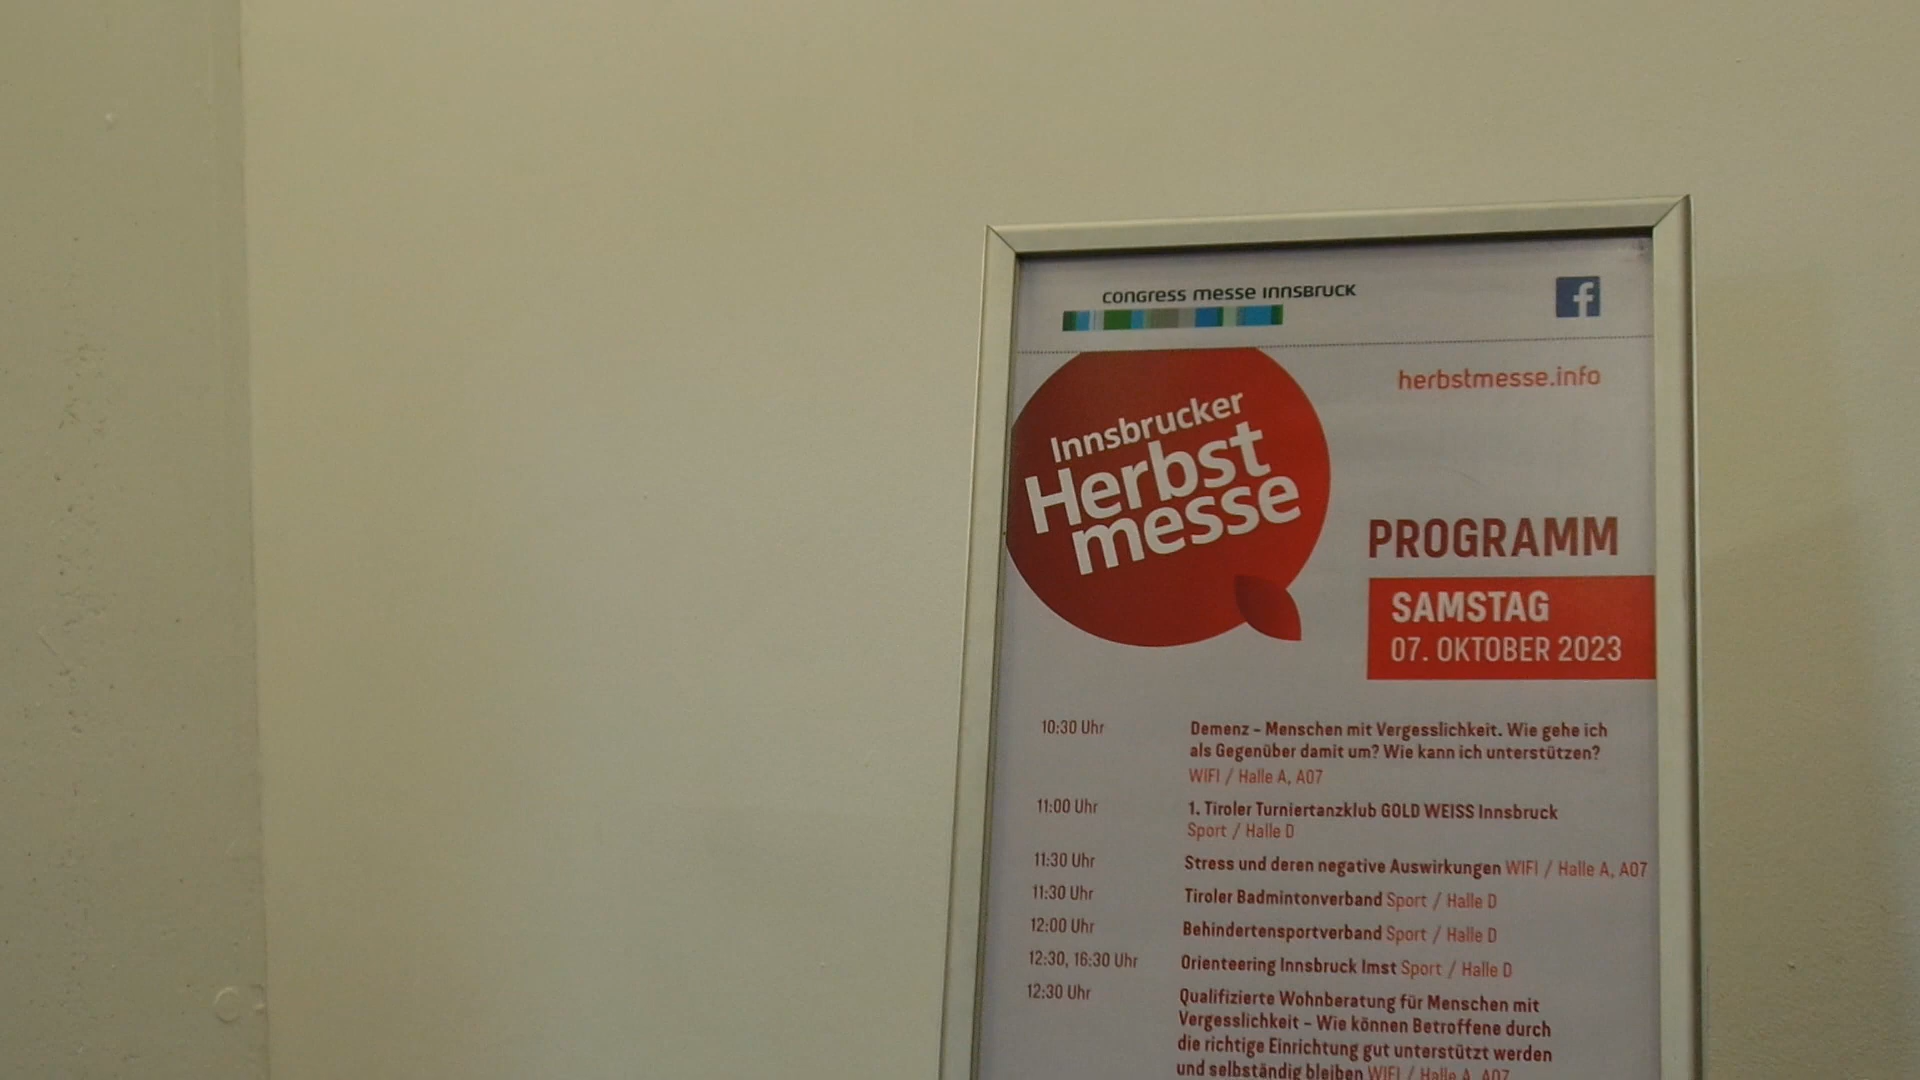 congress messe innsbruck
f
herbstmesse.info
Innsbrucker
Herbst
messe
PROGRAMM
SAMSTAG
07. OKTOBER 2023
10:30 Uhr Demenz – Menschen mit Vergesslichkeit. Wie gehe ich
als Gegenüber damit um? Wie kann ich unterstützen?
WIFI / Halle A, A07
11:00 Uhr 1. Tiroler Turniertanzklub GOLD WEISS Innsbruck
Sport / Halle D
11:30 Uhr Stress und deren negative Auswirkungen WIFI / Halle A, A07
11:30 Uhr Tiroler Badmintonverband Sport / Halle D
12:00 Uhr Behindertensportverband Sport / Halle D
12:30, 16:30 Uhr Orienteering Innsbruck Imst Sport / Halle D
12:30 Uhr Qualifizierte Wohnberatung für Menschen mit
Vergesslichkeit – Wie können Betroffene durch
die richtige Einrichtung gut unterstützt werden
und selbständig bleiben WIFI / Halle A, A07